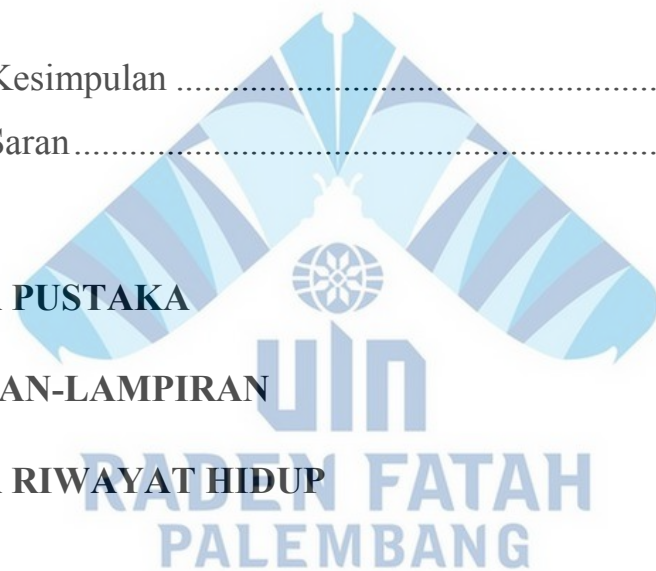 Kesimpulan ................................................
Saran ................................................
PUSTAKA
AN-LAMPIRAN
uin
RIWAYAT HIDUP
RADEN FATAH
PALEMBANG